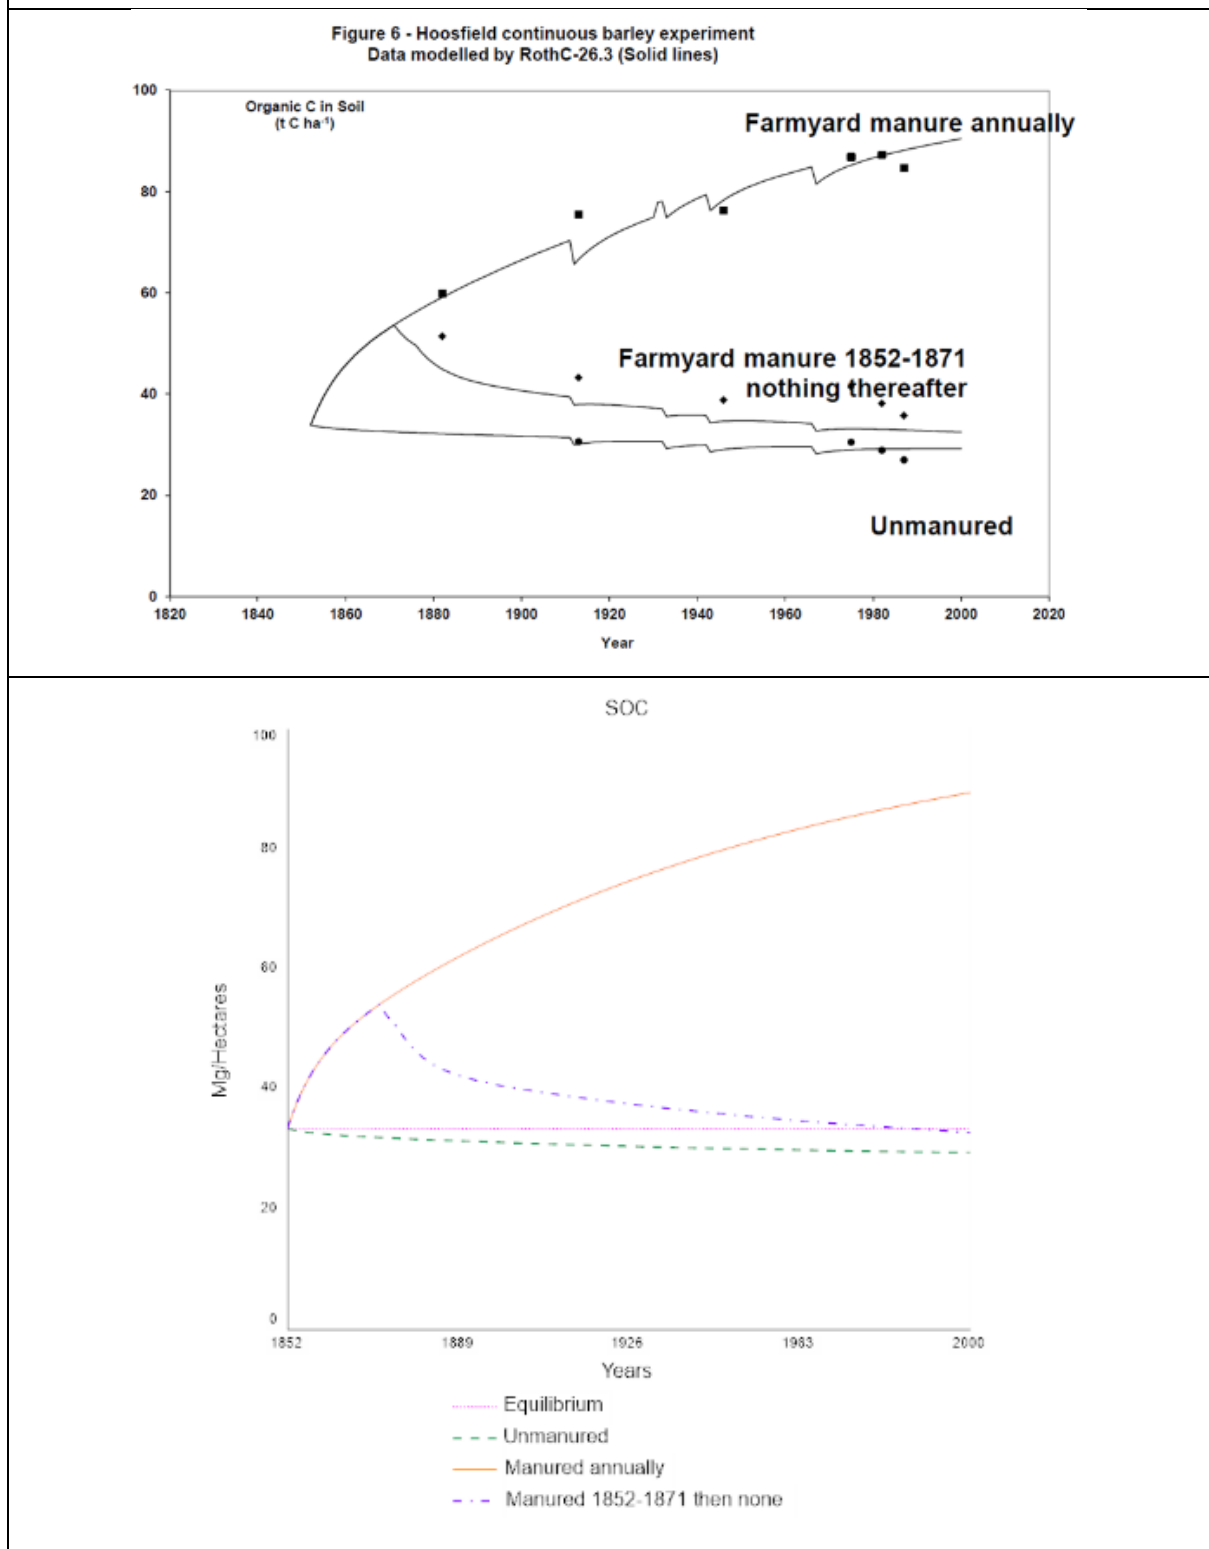 Figure 6 - Hoosfield continuous barley experiment
Data modelled by RothC-26.3 (Solid lines)
100
Organic C in Soil
(t C ha-1)
Farmyard manure annually
80
60
Farmyard manure 1852-1871
nothing thereafter
40
20
Unmanured
0
1820 1840 1860 1880 1900 1920 1940 1960 1980 2000 2020
Year
SOC
100
80
60
Mg/Hectares
40
20
0
1852 1889 1926 1963 2000
Years
Equilibrium
Unmanured
Manured annually
Manured 1852-1871 then none